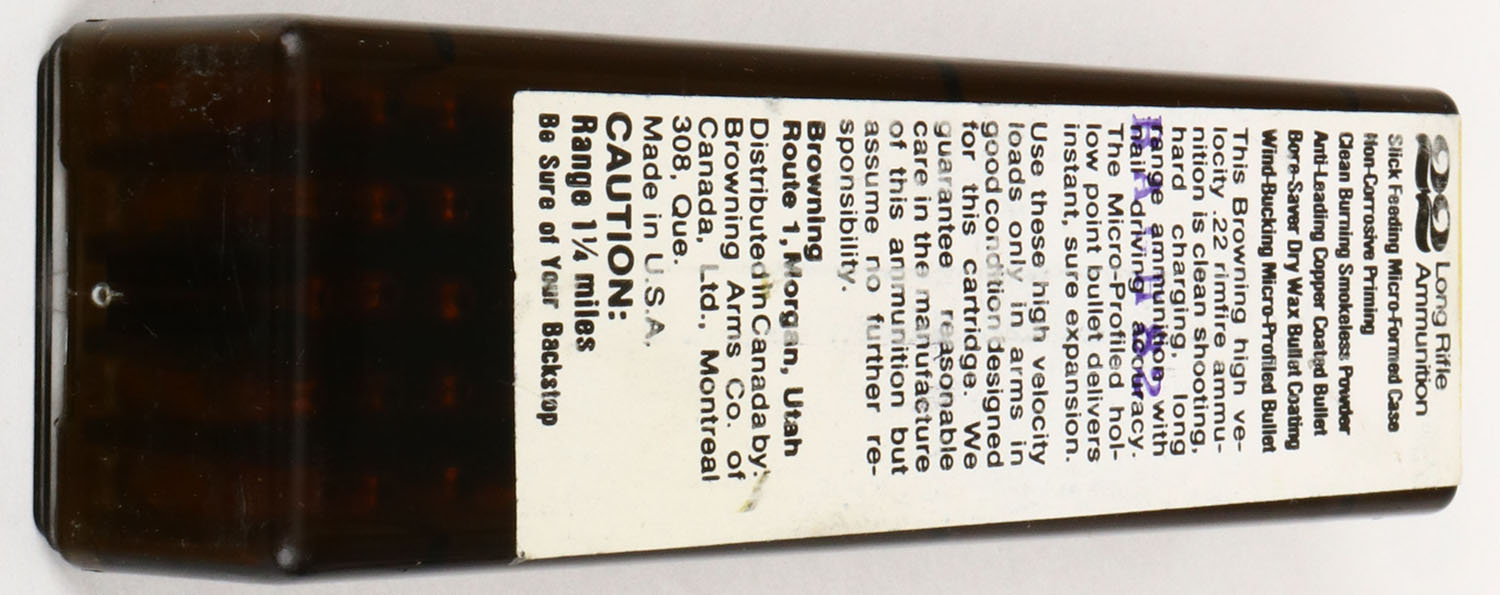 22 Long Rifle
Ammunition
Slick Feeding Micro-Formed Case
Non-Corrosive Priming
Clean Burning Smokeless Powder
Anti-Leading Copper Coated Bullet
Bore-Saver Dry Wax Bullet Coating
Wind-Bucking Micro-Profiled Bullet
This Browning high ve-
locity .22 rimfire ammu-
nition is clean shooting,
hard charging, long
range ammunition with
nail driving accuracy.
The Micro-Profiled hol-
low point bullet delivers
instant, sure expansion.
Use these high velocity
loads only in arms in
good condition designed
for this cartridge. We
guarantee reasonable
care in the manufacture
of this ammunition but
assume no further re-
sponsibility.
Browning
Route 1, Morgan, Utah
Distributed in Canada by:
Browning Arms Co. of
Canada, Ltd., Montreal
308, Que.
Made in U.S.A.
CAUTION:
Range 1¼ miles
Be Sure of Your Backstop